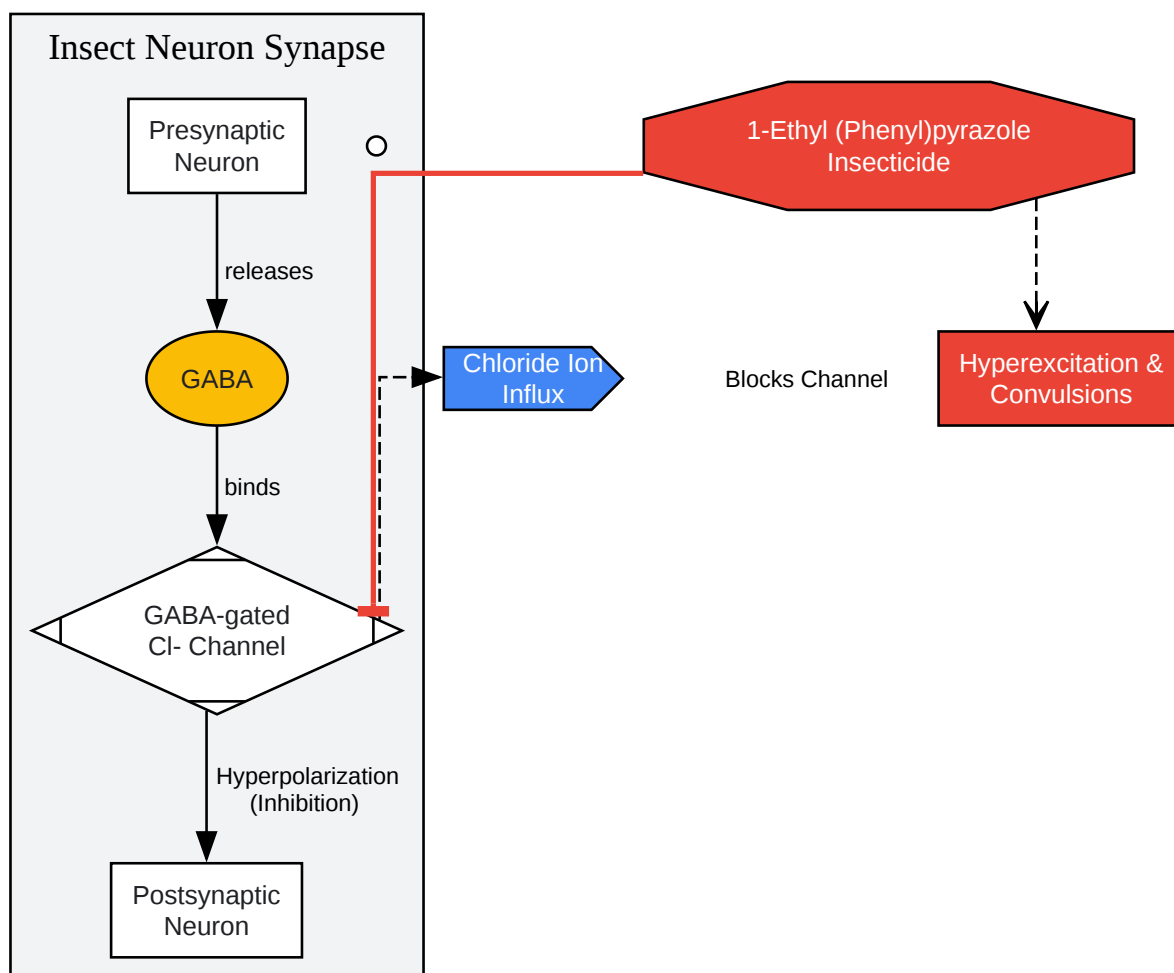 Insect Neuron Synapse
Presynaptic
Neuron
1-Ethyl (Phenyl)pyrazole
Insecticide
releases
GABA
Chloride Ion
Influx
Blocks Channel
Hyperexcitation &
Convulsions
binds
GABA-gated
Cl- Channel
Hyperpolarization
(Inhibition)
Postsynaptic
Neuron